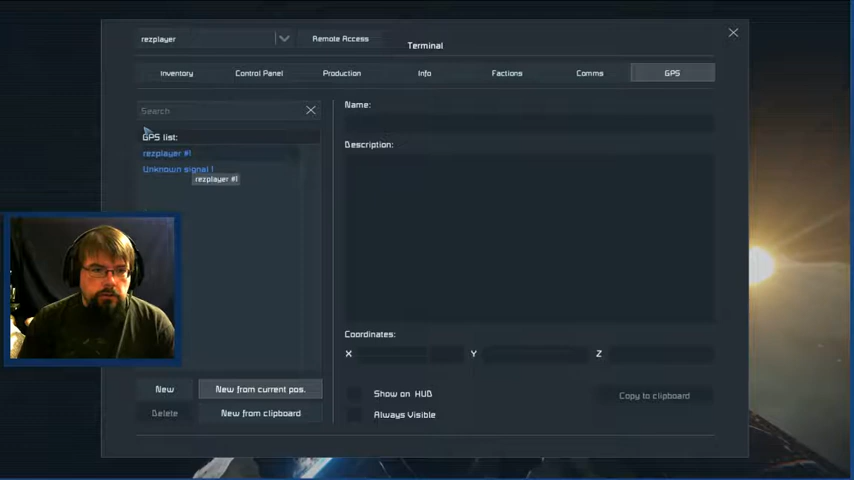 rezplayer
Remote Access
Terminal
Inventory
Control Panel
Production
Info
Factions
Comms
GPS
Search
GPS list:
rezplayer #1
Unknown signal 1
rezplayer #1
Name:
Description:
Coordinates:
X
Y
Z
New
New from current pos.
Delete
New from clipboard
Show on HUD
Always Visible
Copy to clipboard